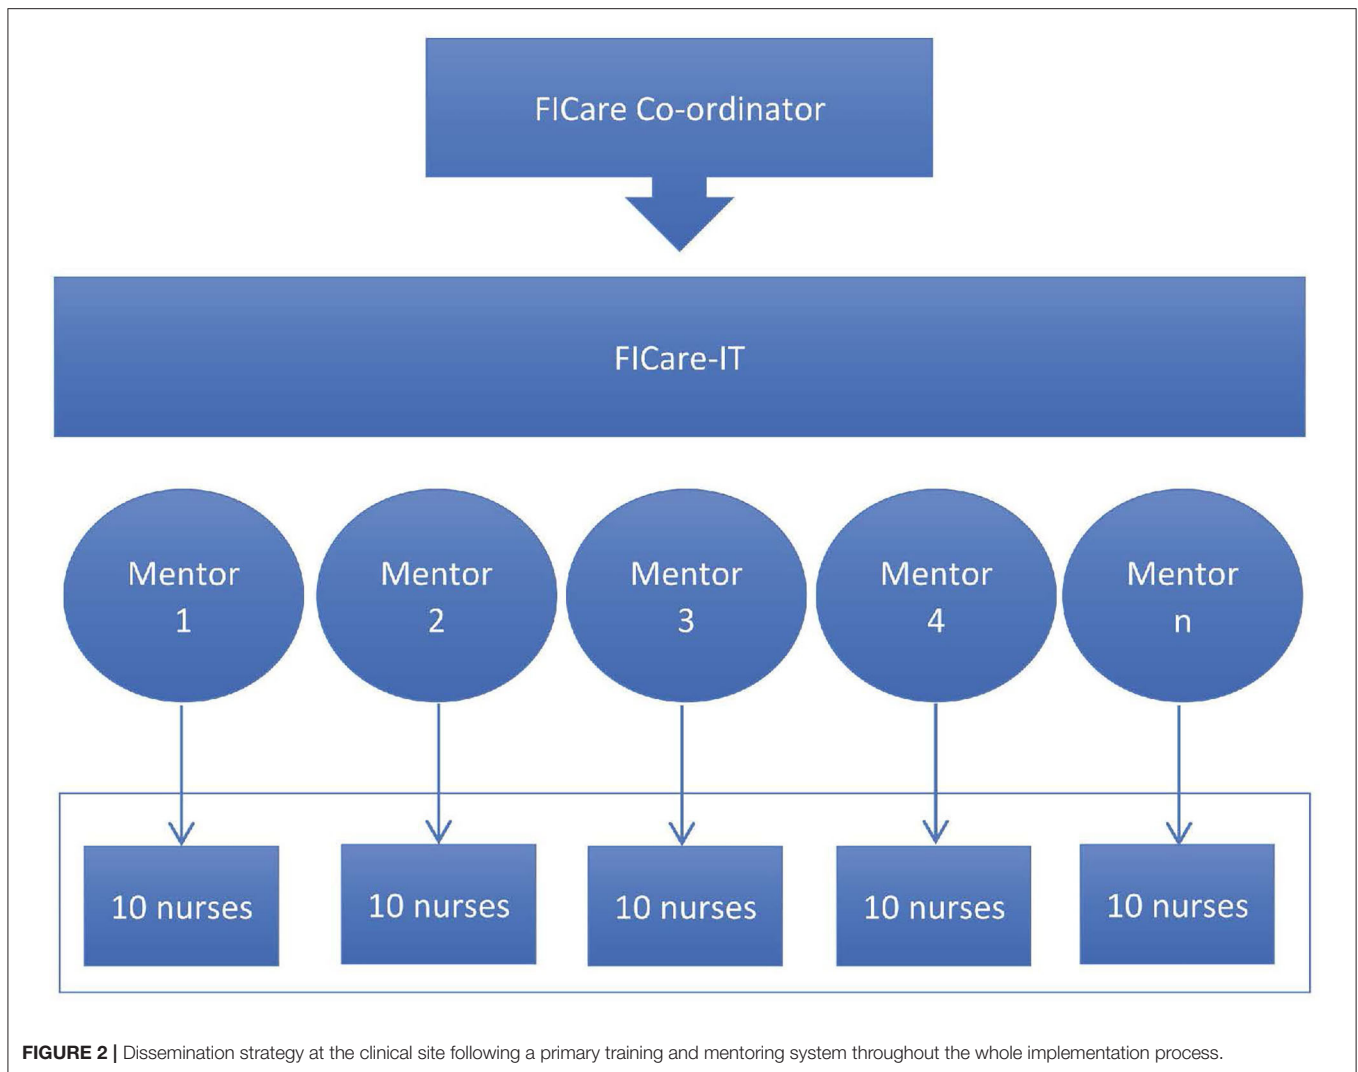 FICare Co-ordinator
FICare-IT
Mentor
1
Mentor
2
Mentor
3
Mentor
4
Mentor
n
10 nurses
10 nurses
10 nurses
10 nurses
10 nurses
FIGURE 2 | Dissemination strategy at the clinical site following a primary training and mentoring system throughout the whole implementation process.